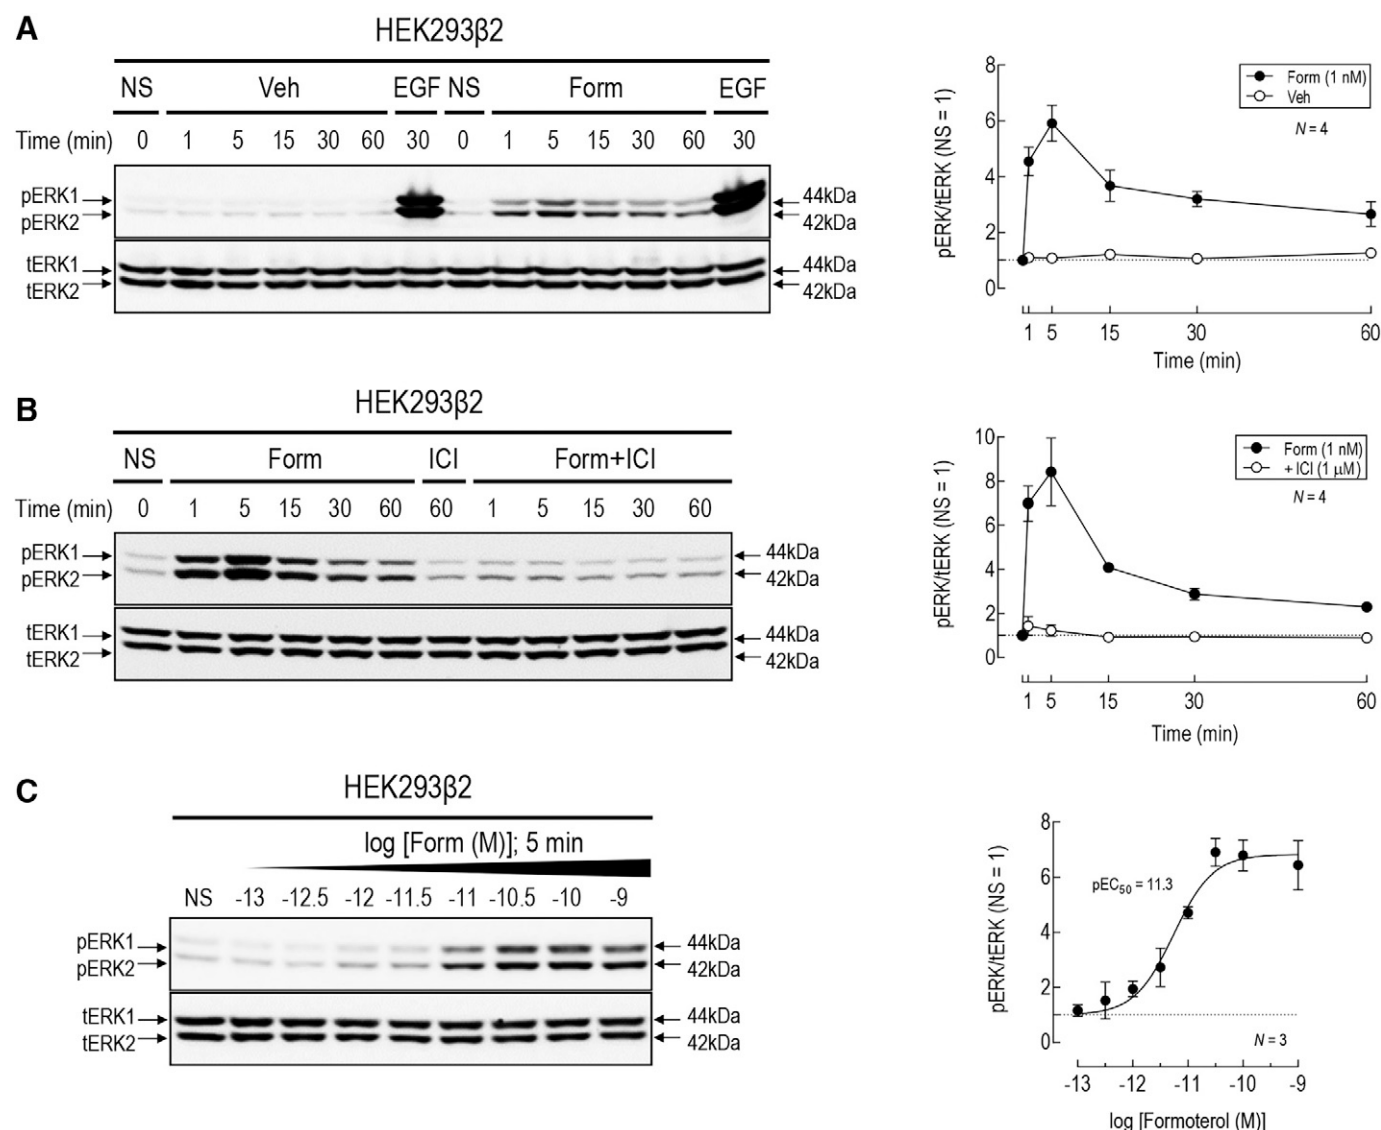 A
HEK293β2
NS Veh EGF NS Form EGF
Time (min) 0 1 5 15 30 60 30 0 1 5 15 30 60 30
pERK1 44kDa
pERK2 42kDa
tERK1 44kDa
tERK2 42kDa
pERK/tERK (NS = 1)
8
6
4
2
0
Form (1 nM)
Veh
N = 4
1 5 15 30 60
Time (min)
B
HEK293β2
NS Form ICI Form+ICI
Time (min) 0 1 5 15 30 60 60 1 5 15 30 60
pERK1 44kDa
pERK2 42kDa
tERK1 44kDa
tERK2 42kDa
pERK/tERK (NS = 1)
10
8
6
4
2
0
Form (1 nM)
+ ICI (1 μM)
N = 4
1 5 15 30 60
Time (min)
C
HEK293β2
log [Form (M)]; 5 min
NS -13 -12.5 -12 -11.5 -11 -10.5 -10 -9
pERK1 44kDa
pERK2 42kDa
tERK1 44kDa
tERK2 42kDa
pERK/tERK (NS = 1)
8
6
4
2
0
pEC50 = 11.3
N = 3
-13 -12 -11 -10 -9
log [Formoterol (M)]